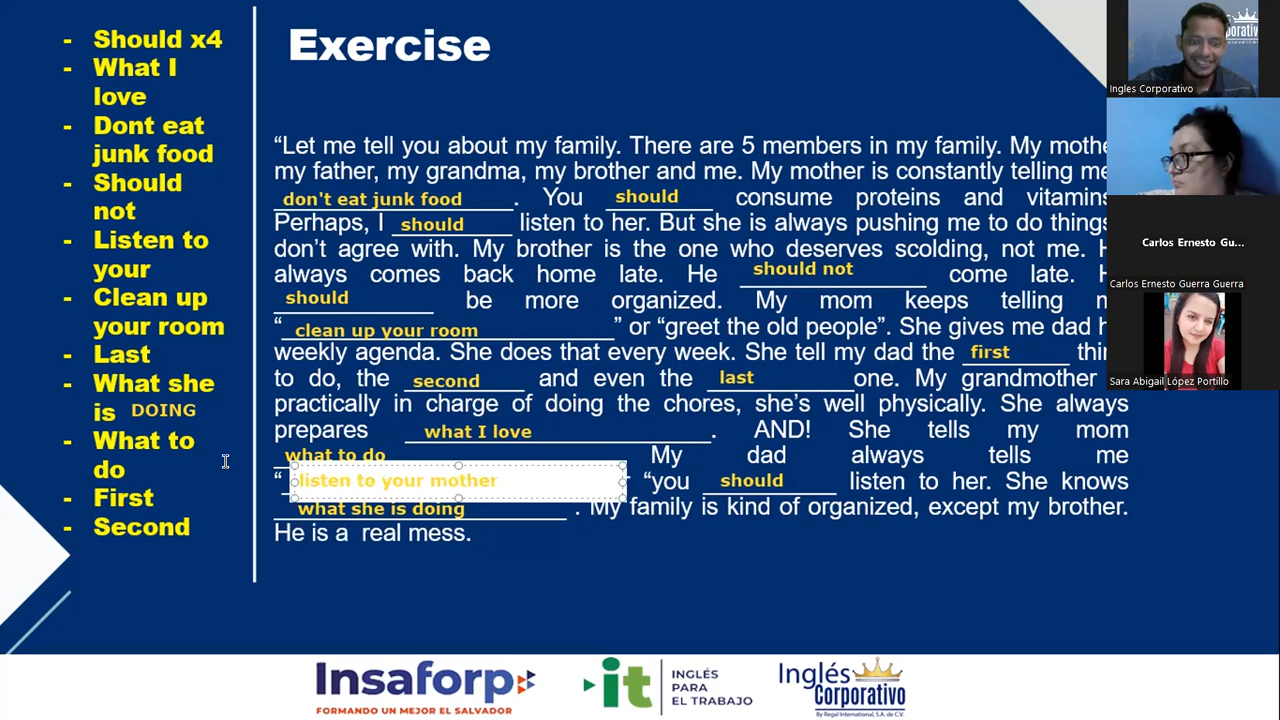 - Should x4
- What I
love
- Dont eat
junk food
- Should
not
- Listen to
your
- Clean up
your room
- Last
- What she
is DOING
- What to
do
- First
- Second
Exercise
“Let me tell you about my family. There are 5 members in my family. My mothe
my father, my grandma, my brother and me. My mother is constantly telling me
don't eat junk food. You should consume proteins and vitamins
Perhaps, I should listen to her. But she is always pushing me to do things
don’t agree with. My brother is the one who deserves scolding, not me. H
always comes back home late. He should not come late. H
should be more organized. My mom keeps telling m
“clean up your room” or “greet the old people”. She gives me dad h
weekly agenda. She does that every week. She tell my dad the first thin
to do, the second and even the last one. My grandmother
practically in charge of doing the chores, she’s well physically. She always
prepares what I love. AND! She tells my mom
what to do My dad always tells me
“listen to your mother “you should listen to her. She knows
what she is doing. My family is kind of organized, except my brother.
He is a real mess.
Ingles Corporativo
Carlos Ernesto Gu...
Carlos Ernesto Guerra Guerra
Sara Abigail López Portillo
Insaforp
FORMANDO UN MEJOR EL SALVADOR
it
INGLÉS
PARA
EL TRABAJO
Inglés
Corporativo
By Regal International, S.A. de C.V.